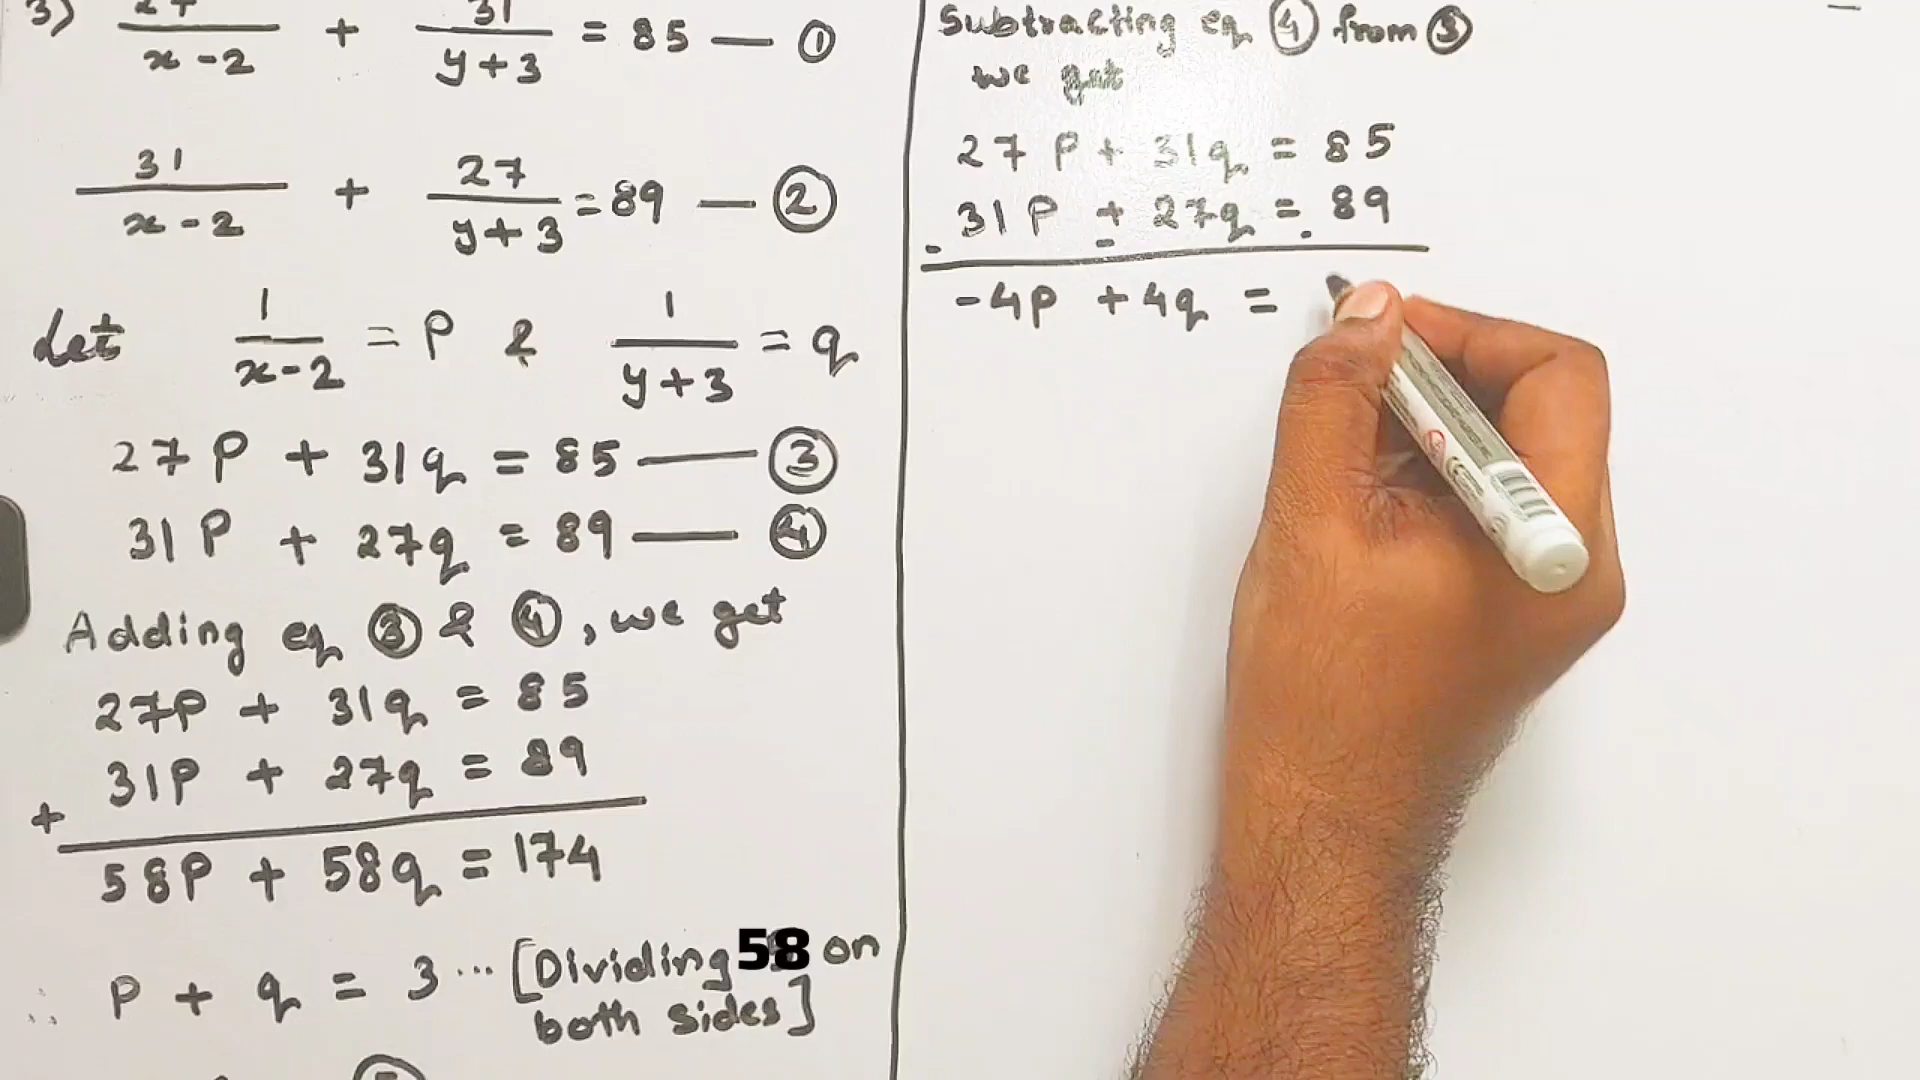 3) 27/x-2 + 31/y+3 = 85 — ①
31/x-2 + 27/y+3 = 89 — ②
Let 1/x-2 = P & 1/y+3 = q
27P + 31q = 85 — ③
31P + 27q = 89 — ④
Adding eq ③ & ④, we get
27P + 31q = 85
31P + 27q = 89
+
58P + 58q = 174
∴ P + q = 3 ... [Dividing 58 on
both sides]
Subtracting eq ④ from ③
we get
27P + 31q = 85
31P + 27q = 89
- - -
-4P + 4q =